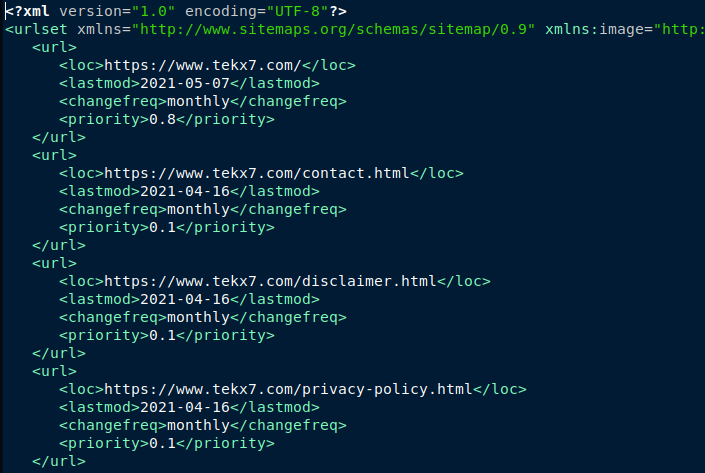 <?xml version="1.0" encoding="UTF-8"?>
<urlset xmlns="http://www.sitemaps.org/schemas/sitemap/0.9" xmlns:image="http:
<url>
<loc>https://www.tekx7.com/</loc>
<lastmod>2021-05-07</lastmod>
<changefreq>monthly</changefreq>
<priority>0.8</priority>
</url>
<url>
<loc>https://www.tekx7.com/contact.html</loc>
<lastmod>2021-04-16</lastmod>
<changefreq>monthly</changefreq>
<priority>0.1</priority>
</url>
<url>
<loc>https://www.tekx7.com/disclaimer.html</loc>
<lastmod>2021-04-16</lastmod>
<changefreq>monthly</changefreq>
<priority>0.1</priority>
</url>
<url>
<loc>https://www.tekx7.com/privacy-policy.html</loc>
<lastmod>2021-04-16</lastmod>
<changefreq>monthly</changefreq>
<priority>0.1</priority>
</url>